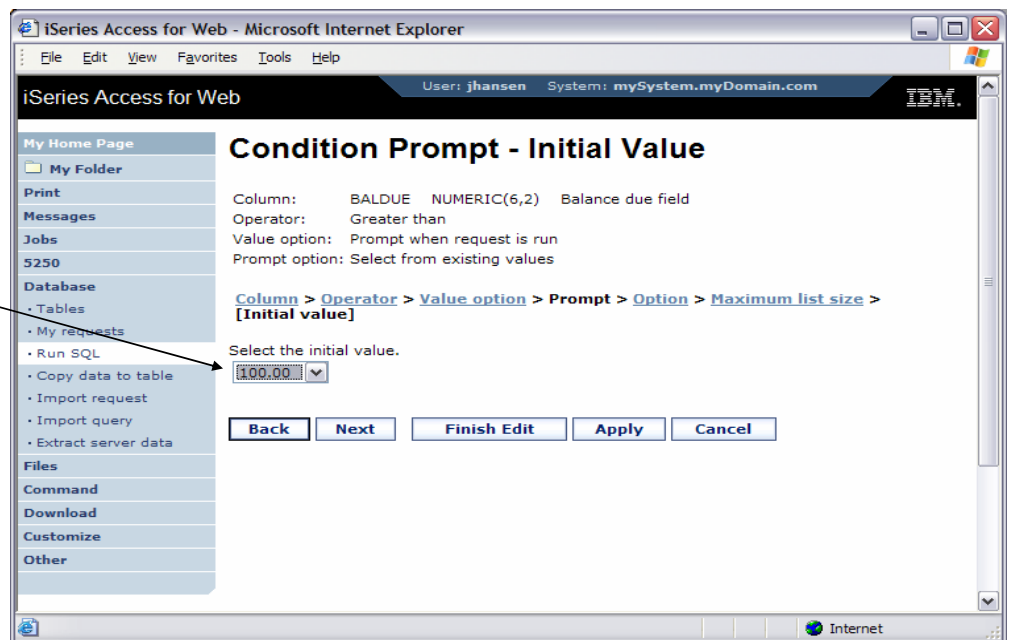 iSeries Access for Web - Microsoft Internet Explorer
File Edit View Favorites Tools Help
iSeries Access for Web
User: jhansen System: mySystem.myDomain.com
IBM.
My Home Page
My Folder
Print
Messages
Jobs
5250
Database
• Tables
• My requests
• Run SQL
• Copy data to table
• Import request
• Import query
• Extract server data
Files
Command
Download
Customize
Other
Condition Prompt - Initial Value
Column: BALDUE NUMERIC(6,2) Balance due field
Operator: Greater than
Value option: Prompt when request is run
Prompt option: Select from existing values
Column > Operator > Value option > Prompt > Option > Maximum list size >
[Initial value]
Select the initial value.
100.00
Back Next Finish Edit Apply Cancel
Internet